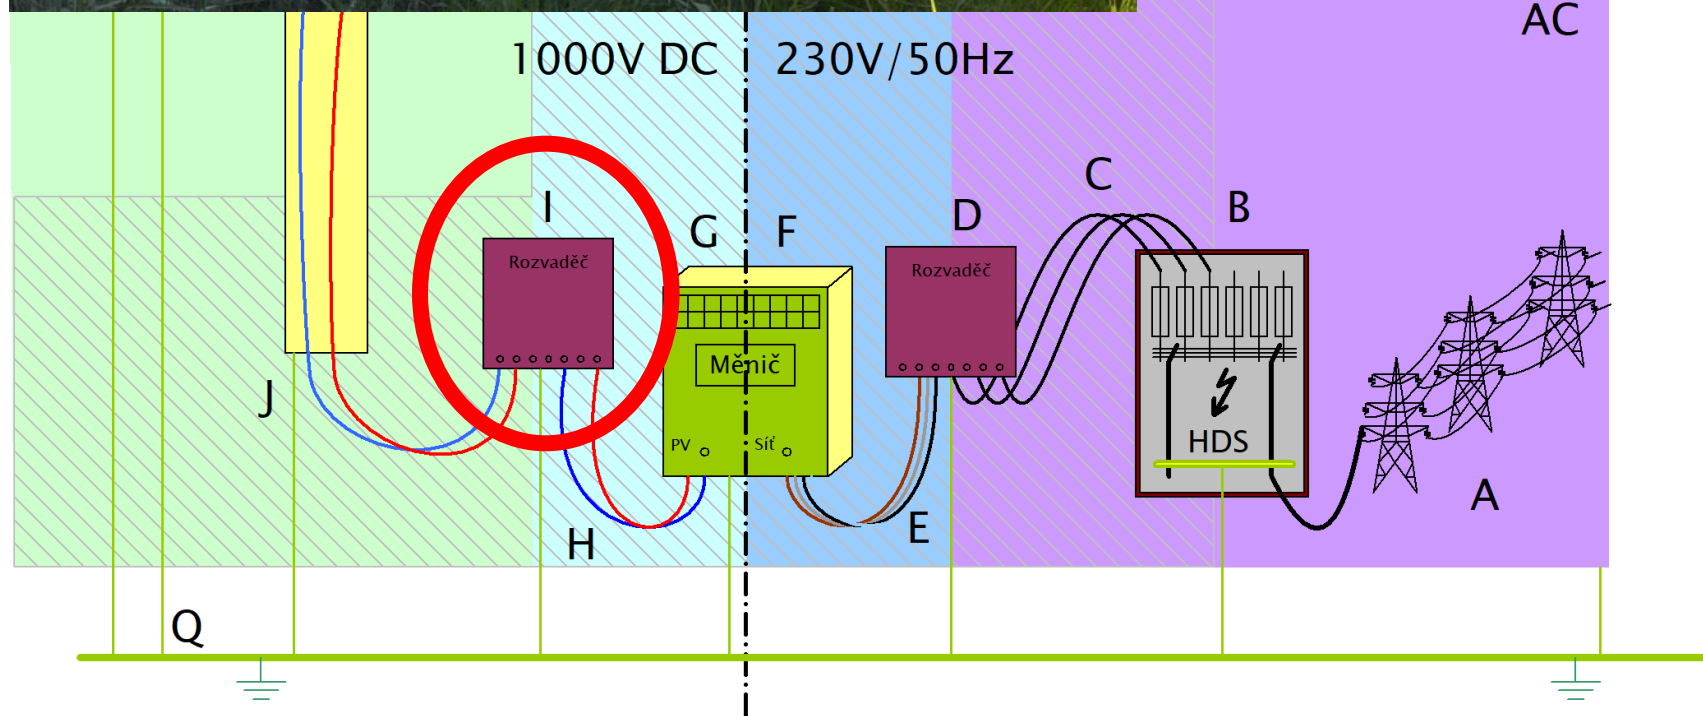 AC
1000V DC
230V/50Hz
C
I
B
D
G
F
Rozvaděč
Rozvaděč
Měnič
J
PV
Síť
HDS
A
E
H
Q